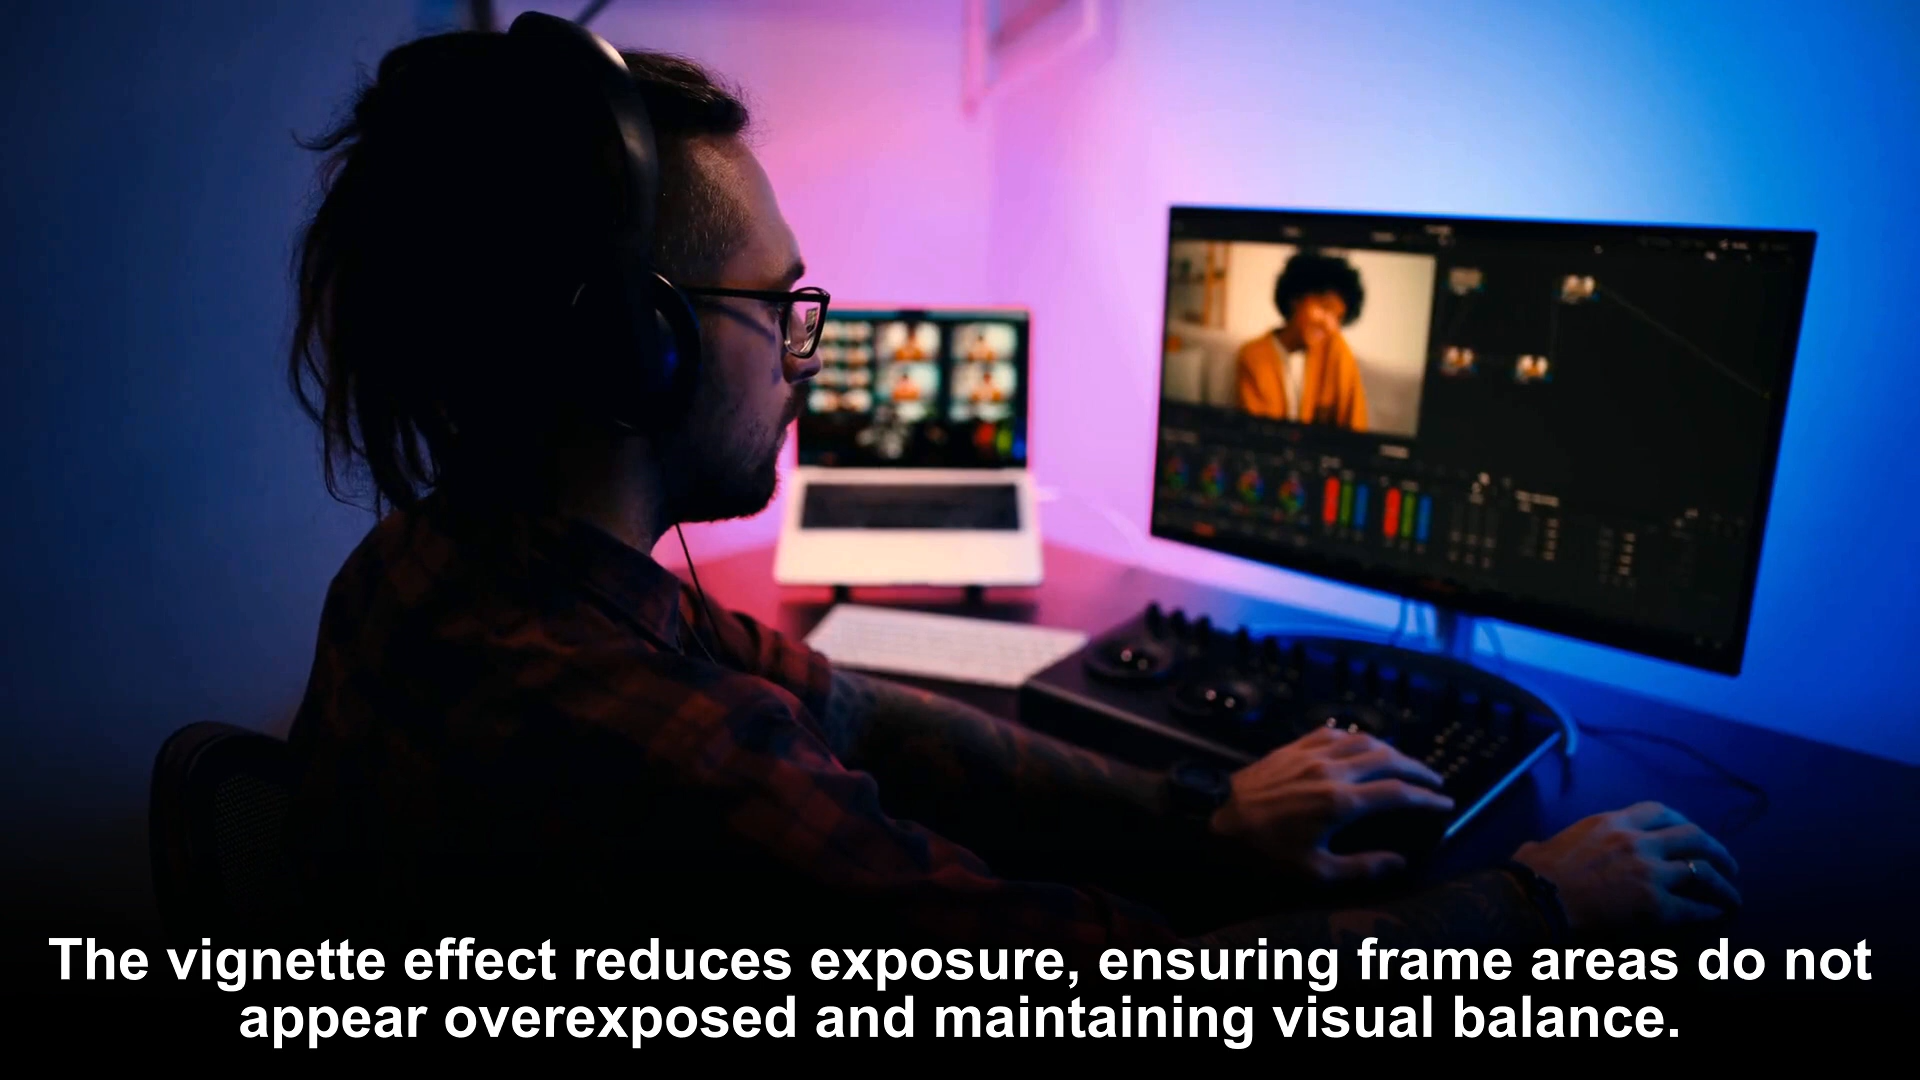 The vignette effect reduces exposure, ensuring frame areas do not
appear overexposed and maintaining visual balance.